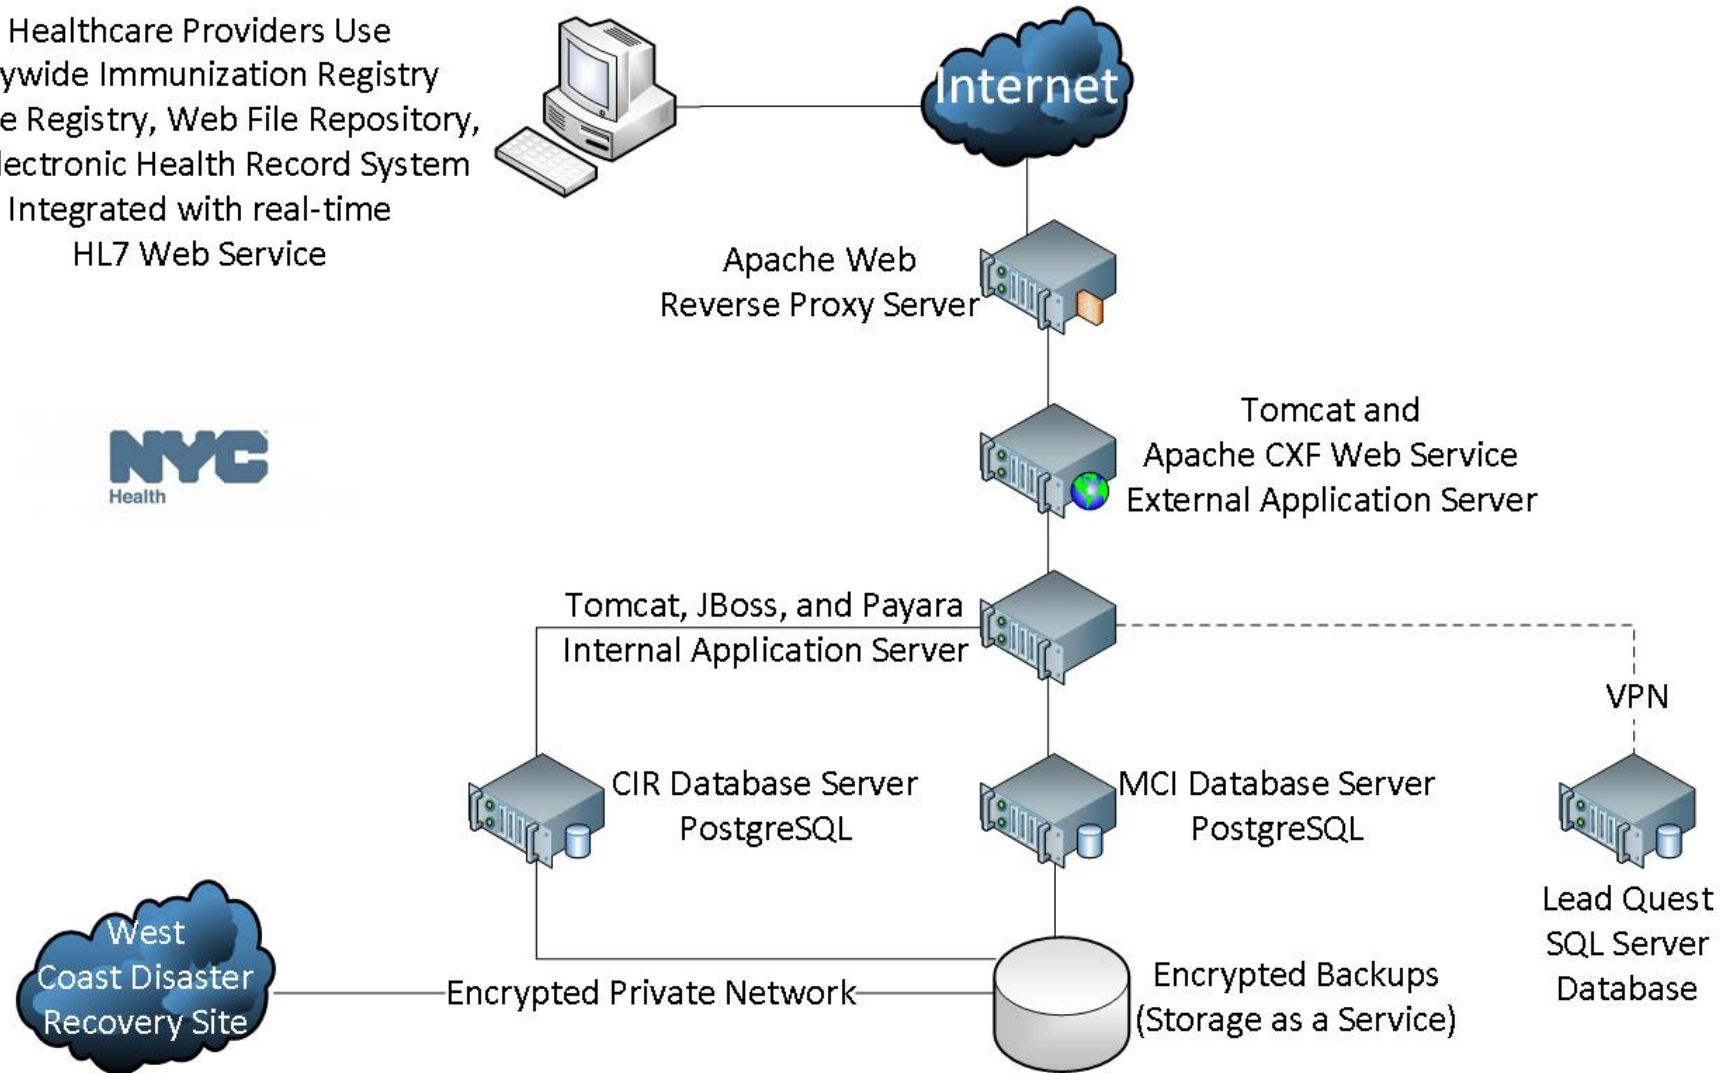 Healthcare Providers Use
ywide Immunization Registry
e Registry, Web File Repository,
lectronic Health Record System
Integrated with real-time
HL7 Web Service
Internet
Apache Web
Reverse Proxy Server
NYC
Health
Tomcat and
Apache CXF Web Service
External Application Server
Tomcat, JBoss, and Payara
Internal Application Server
VPN
CIR Database Server
PostgreSQL
MCI Database Server
PostgreSQL
Lead Quest
SQL Server
Database
West
Coast Disaster
Recovery Site
Encrypted Private Network
Encrypted Backups
(Storage as a Service)